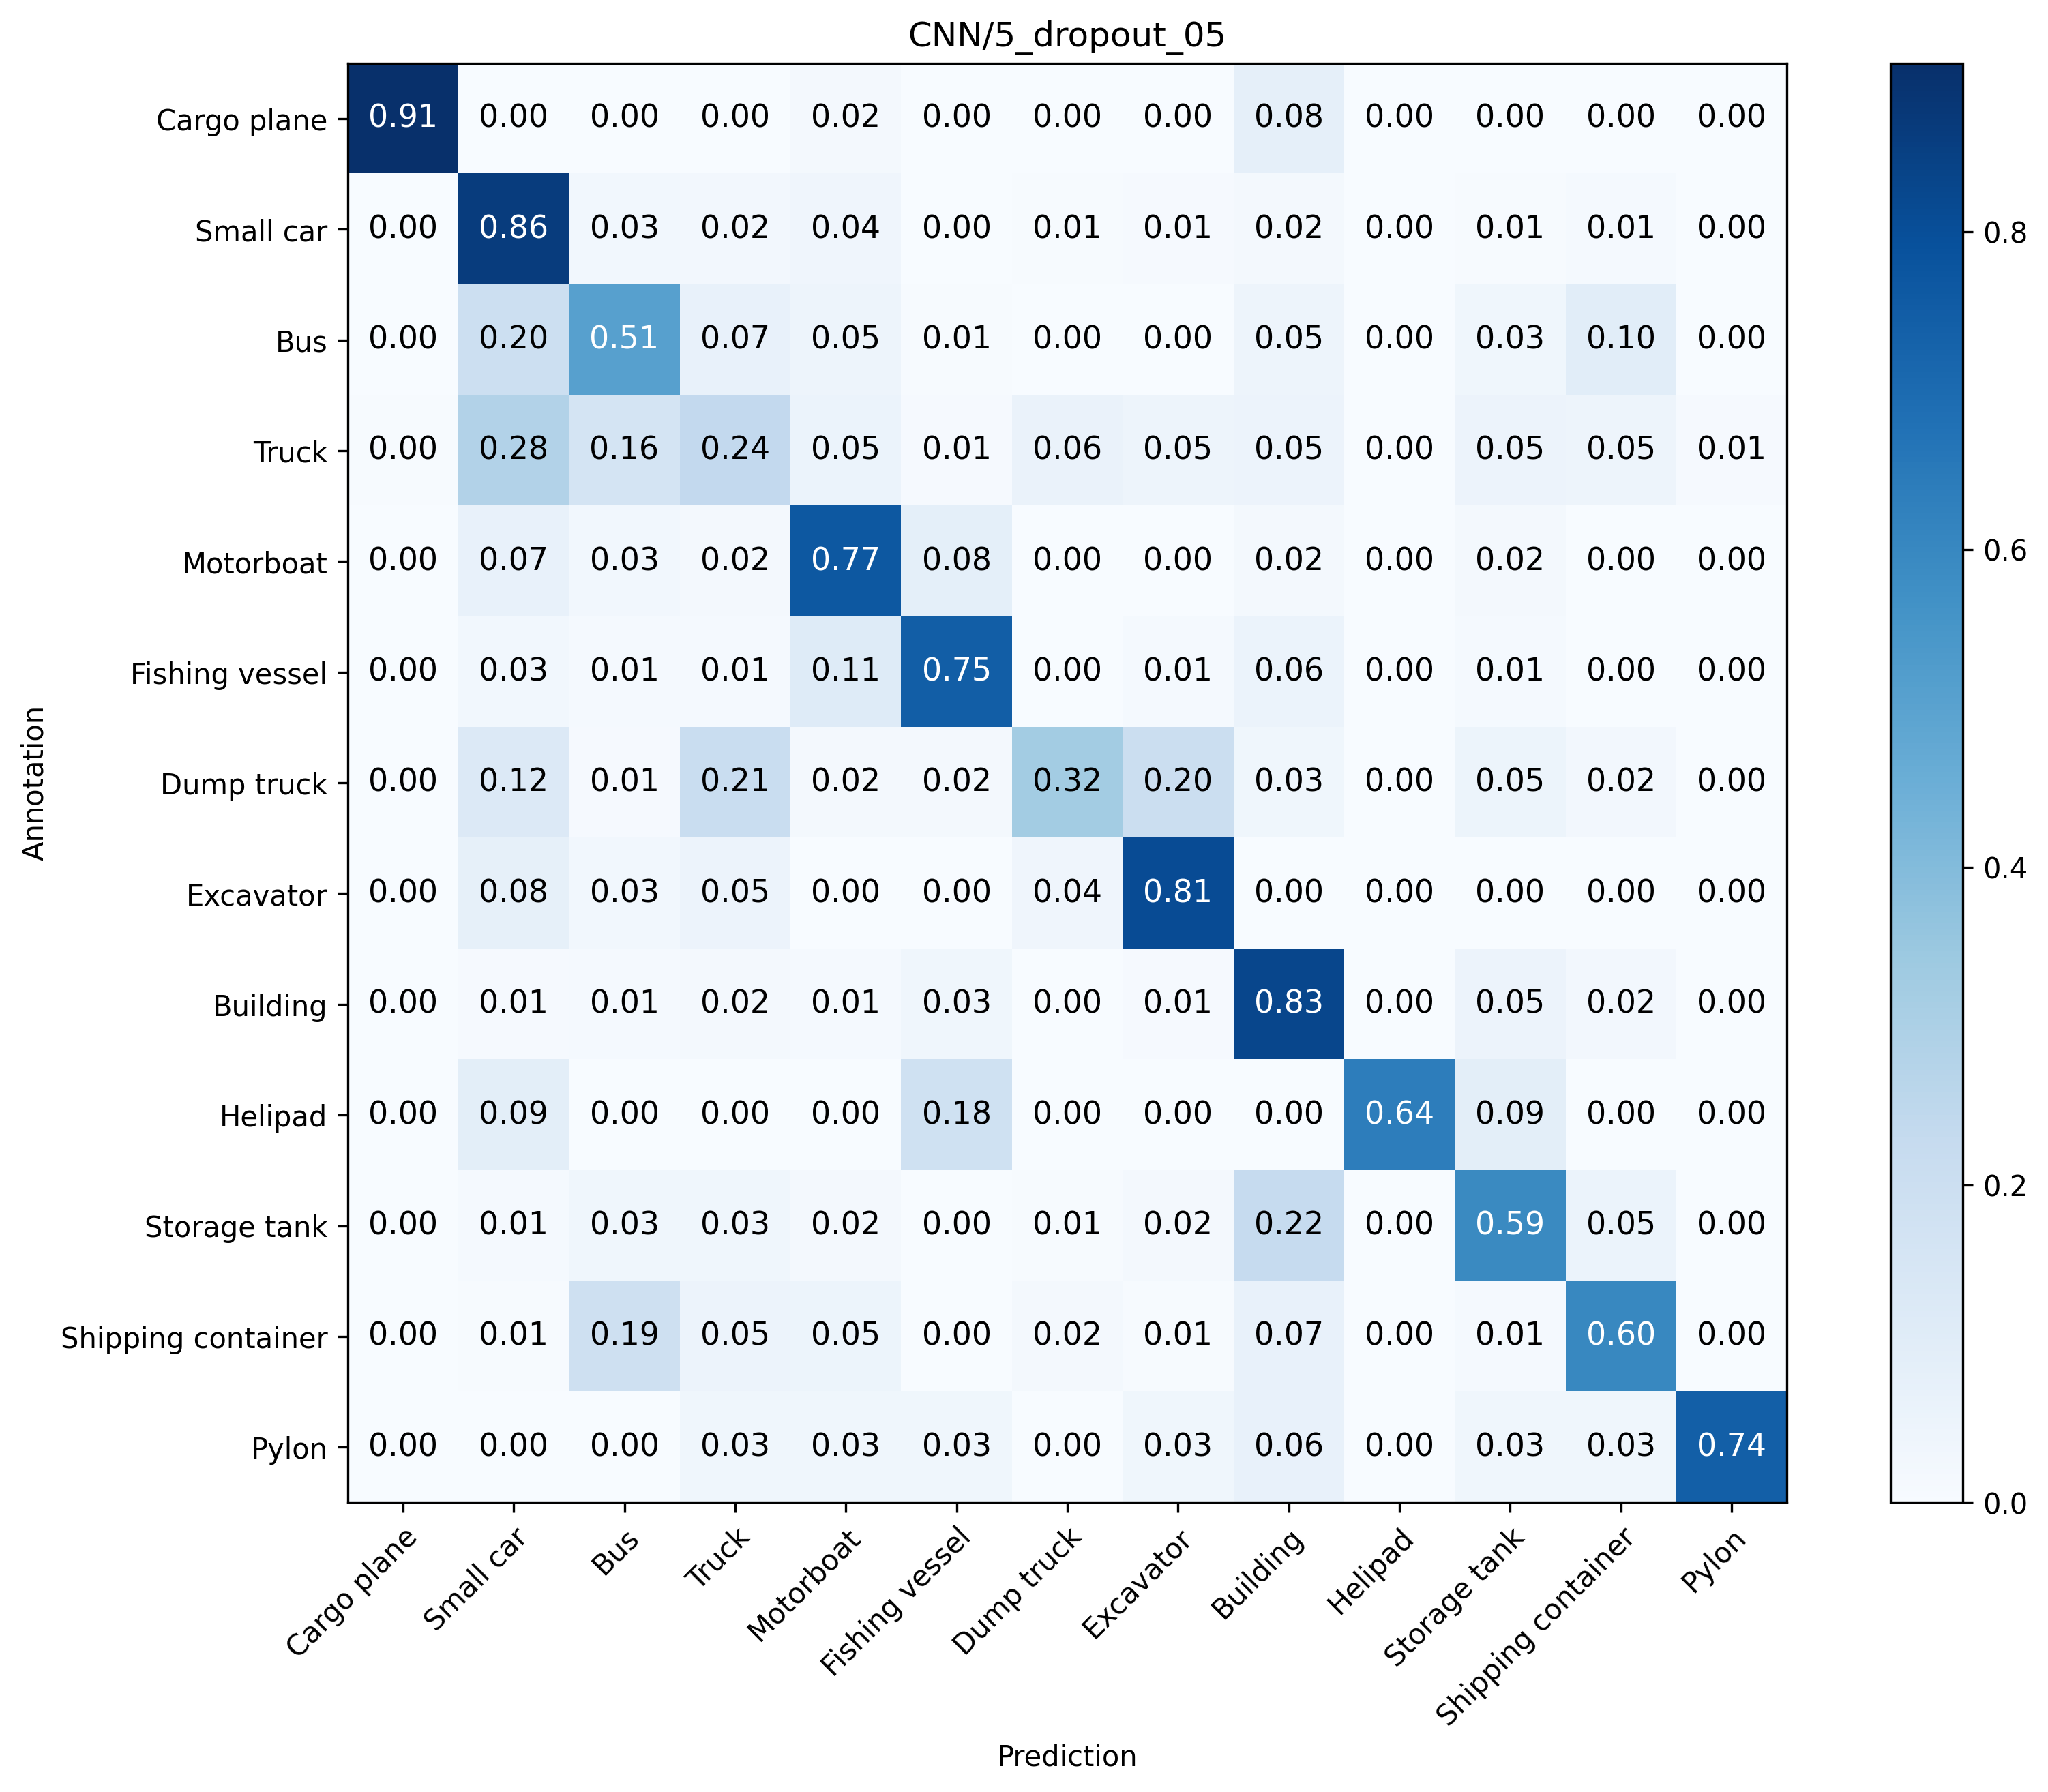 CNN/5_dropout_05
Cargo plane 0.91 0.00 0.00 0.00 0.02 0.00 0.00 0.00 0.08 0.00 0.00 0.00 0.00
Small car 0.00 0.86 0.03 0.02 0.04 0.00 0.01 0.01 0.02 0.00 0.01 0.01 0.00
0.8
Bus 0.00 0.20 0.51 0.07 0.05 0.01 0.00 0.00 0.05 0.00 0.03 0.10 0.00
Truck 0.00 0.28 0.16 0.24 0.05 0.01 0.06 0.05 0.05 0.00 0.05 0.05 0.01
Motorboat 0.00 0.07 0.03 0.02 0.77 0.08 0.00 0.00 0.02 0.00 0.02 0.00 0.00
0.6
Fishing vessel 0.00 0.03 0.01 0.01 0.11 0.75 0.00 0.01 0.06 0.00 0.01 0.00 0.00
Annotation
Dump truck 0.00 0.12 0.01 0.21 0.02 0.02 0.32 0.20 0.03 0.00 0.05 0.02 0.00
0.4
Excavator 0.00 0.08 0.03 0.05 0.00 0.00 0.04 0.81 0.00 0.00 0.00 0.00 0.00
Building 0.00 0.01 0.01 0.02 0.01 0.03 0.00 0.01 0.83 0.00 0.05 0.02 0.00
Helipad 0.00 0.09 0.00 0.00 0.00 0.18 0.00 0.00 0.00 0.64 0.09 0.00 0.00
0.2
Storage tank 0.00 0.01 0.03 0.03 0.02 0.00 0.01 0.02 0.22 0.00 0.59 0.05 0.00
Shipping container 0.00 0.01 0.19 0.05 0.05 0.00 0.02 0.01 0.07 0.00 0.01 0.60 0.00
Pylon 0.00 0.00 0.00 0.03 0.03 0.03 0.00 0.03 0.06 0.00 0.03 0.03 0.74
0.0
Cargo plane
Small car
Bus
Truck
Motorboat
Fishing vessel
Dump truck
Excavator
Building
Helipad
Storage tank
Shipping container
Pylon
Prediction